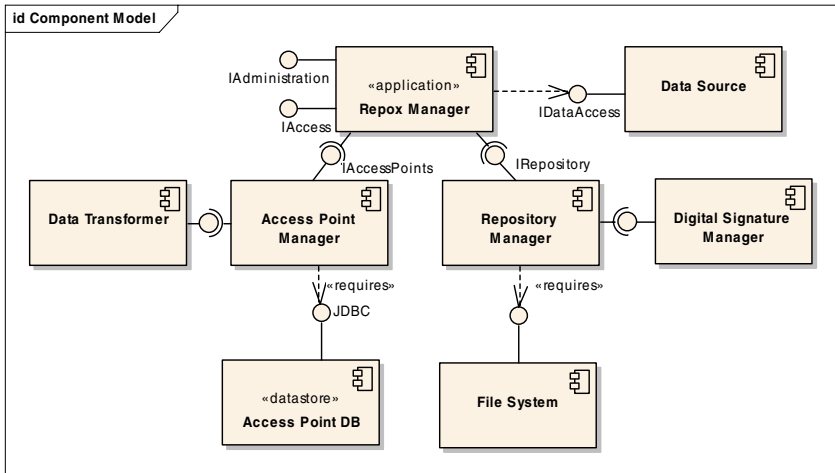 id Component Model
IAdministration
IAccess
«application»
Repox Manager
IDataAccess
Data Source
IAccessPoints
IRepository
Data Transformer
Access Point
Manager
Repository
Manager
Digital Signature
Manager
«requires»
JDBC
«requires»
«datastore»
Access Point DB
File System